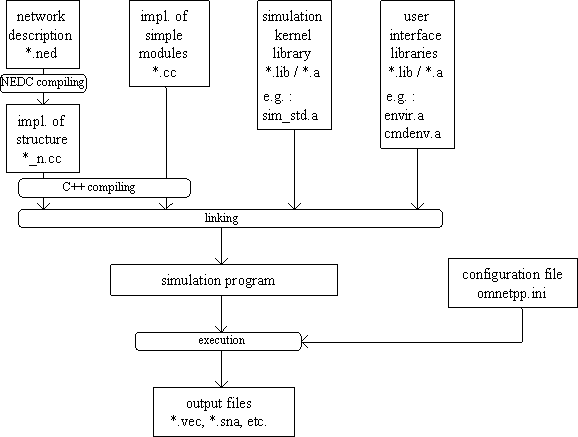 network
description
*.ned
impl. of
simple
modules
*.cc
simulation
kernel
library
*.lib / *.a
e.g. :
sim_std.a
user
interface
libraries
*.lib / *.a
e.g. :
envir.a
cmdenv.a
NEDC compiling
impl. of
structure
*_n.cc
C++ compiling
linking
simulation program
configuration file
omnetpp.ini
execution
output files
*.vec, *.sna, etc.